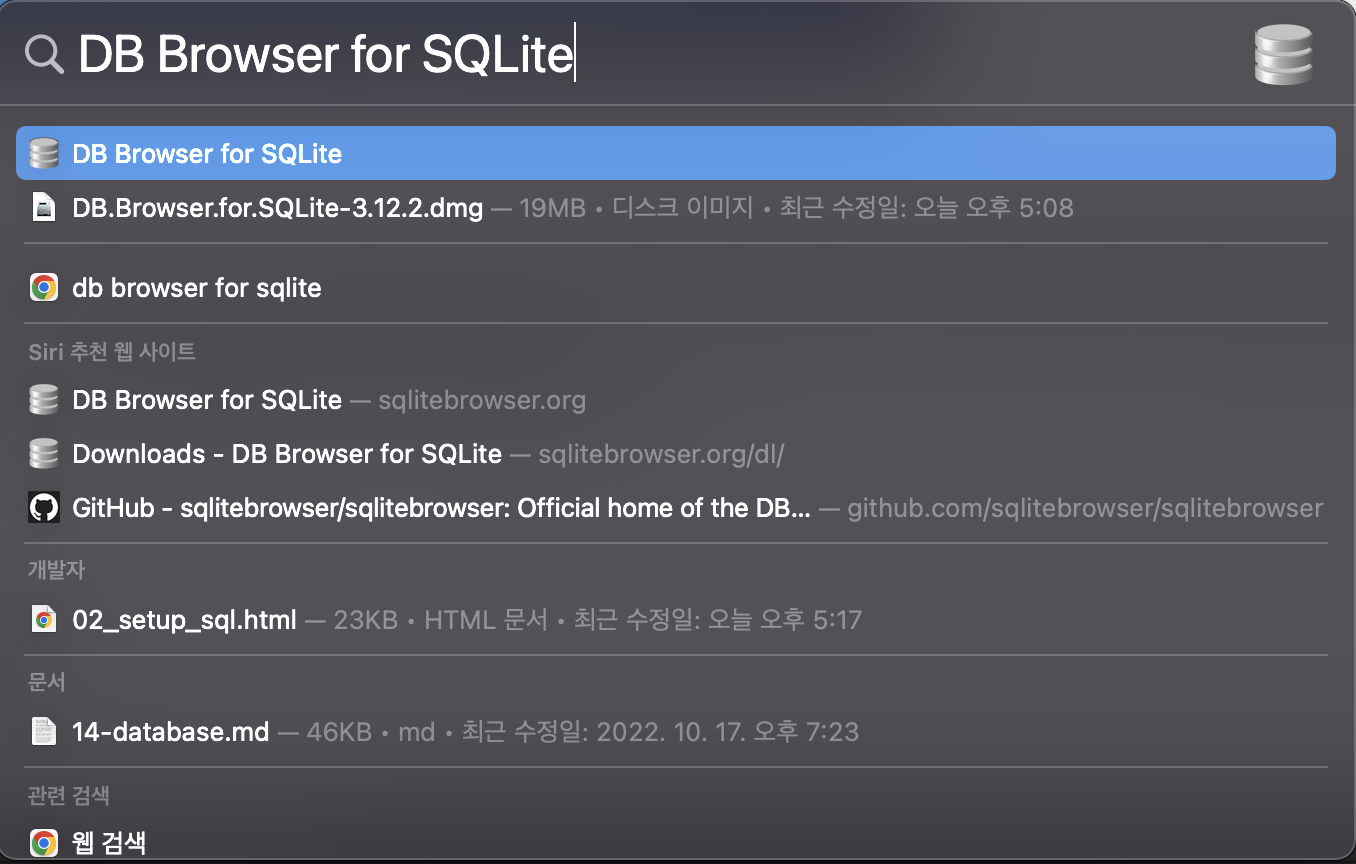 DB Browser for SQLite
DB Browser for SQLite
DB.Browser.for.SQLite-3.12.2.dmg — 19MB • 디스크 이미지 • 최근 수정일: 오늘 오후 5:08
db browser for sqlite
Siri 추천 웹 사이트
DB Browser for SQLite — sqlitebrowser.org
Downloads - DB Browser for SQLite — sqlitebrowser.org/dl/
GitHub - sqlitebrowser/sqlitebrowser: Official home of the DB... — github.com/sqlitebrowser/sqlitebrowser
개발자
02_setup_sql.html — 23KB • HTML 문서 • 최근 수정일: 오늘 오후 5:17
문서
14-database.md — 46KB • md • 최근 수정일: 2022. 10. 17. 오후 7:23
관련 검색
웹 검색